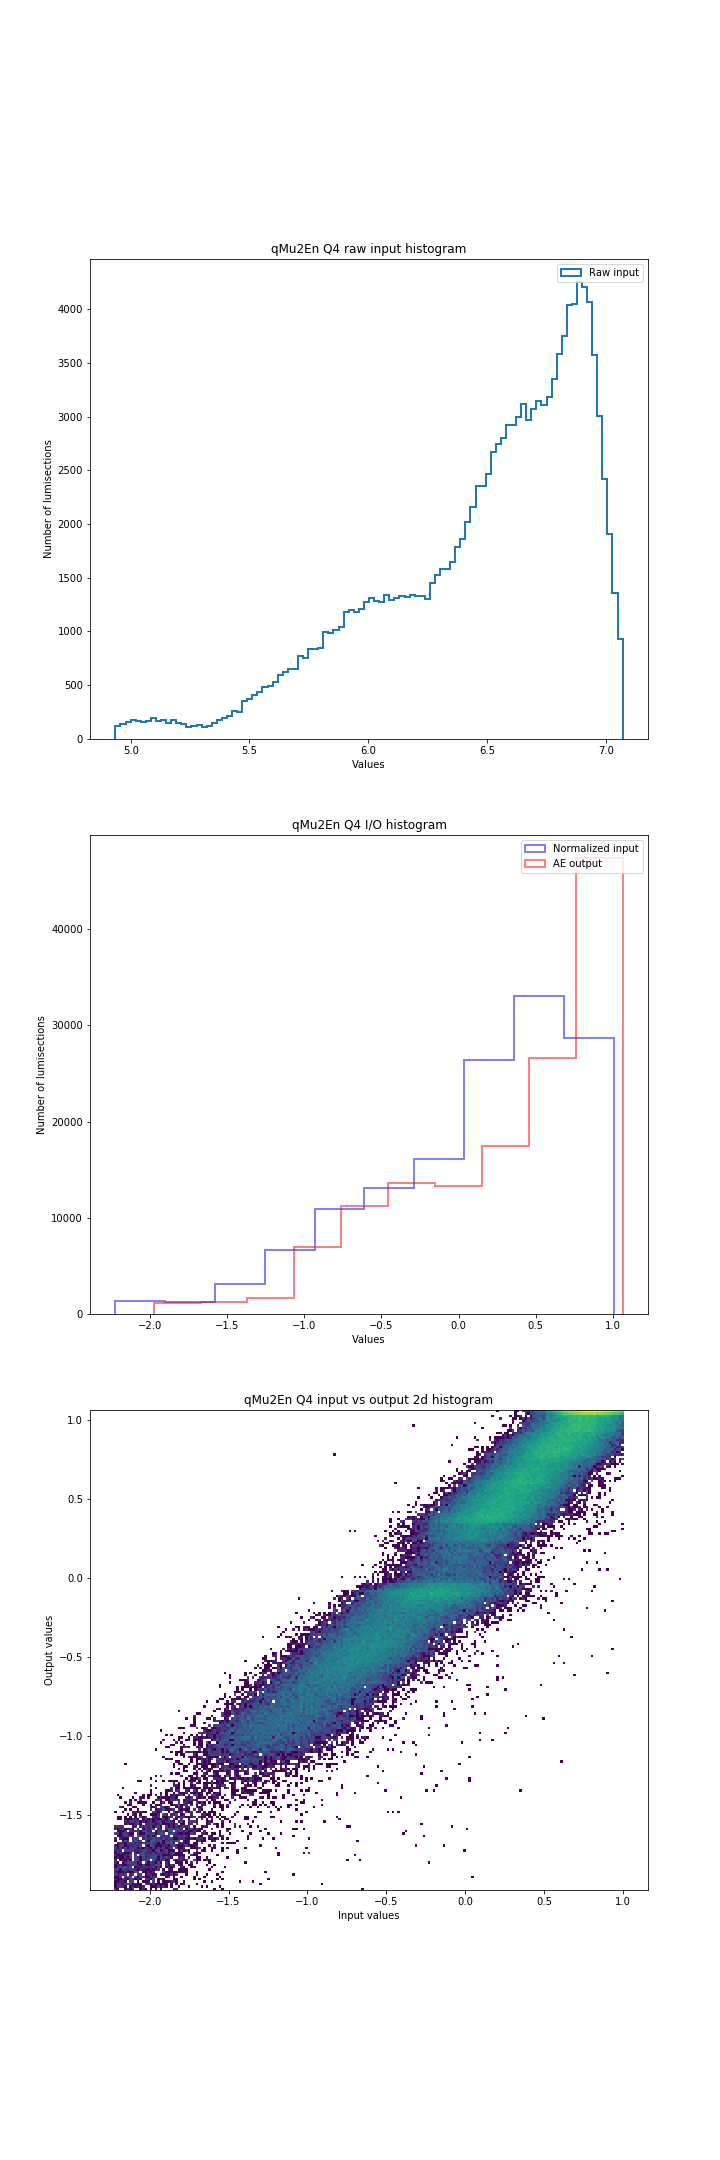 qMu2En Q4 raw input histogram
Raw input
4000
3500
3000
2500
2000
1500
1000
500
0
Number of lumisections
5.0 5.5 6.0 6.5 7.0
Values
qMu2En Q4 I/O histogram
Normalized input
AE output
40000
30000
20000
10000
0
Number of lumisections
−2.0 −1.5 −1.0 −0.5 0.0 0.5 1.0
Values
qMu2En Q4 input vs output 2d histogram
1.0
0.5
0.0
−0.5
−1.0
−1.5
Output values
−2.0 −1.5 −1.0 −0.5 0.0 0.5 1.0
Input values